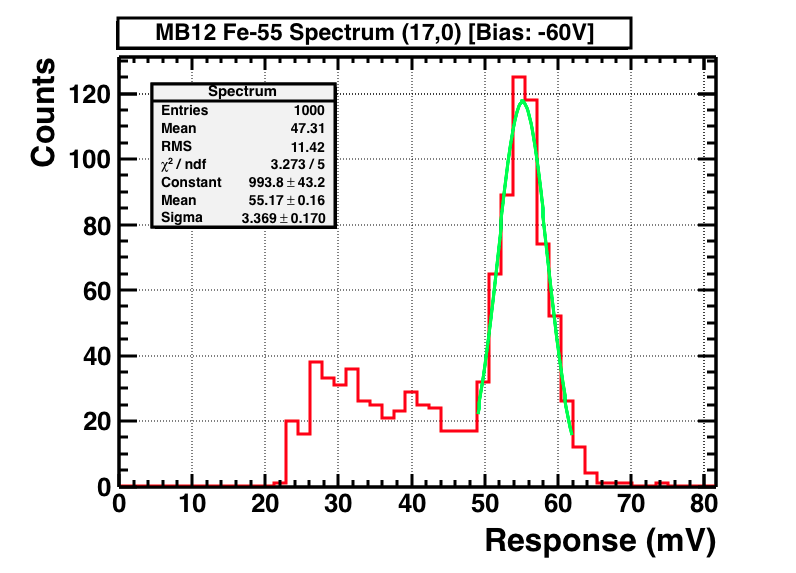 MB12 Fe-55 Spectrum (17,0) [Bias: -60V]
Counts
Spectrum
Entries 1000
Mean 47.31
RMS 11.42
χ² / ndf 3.273 / 5
Constant 993.8 ± 43.2
Mean 55.17 ± 0.16
Sigma 3.369 ± 0.170
120
100
80
60
40
20
0
0 10 20 30 40 50 60 70 80
Response (mV)